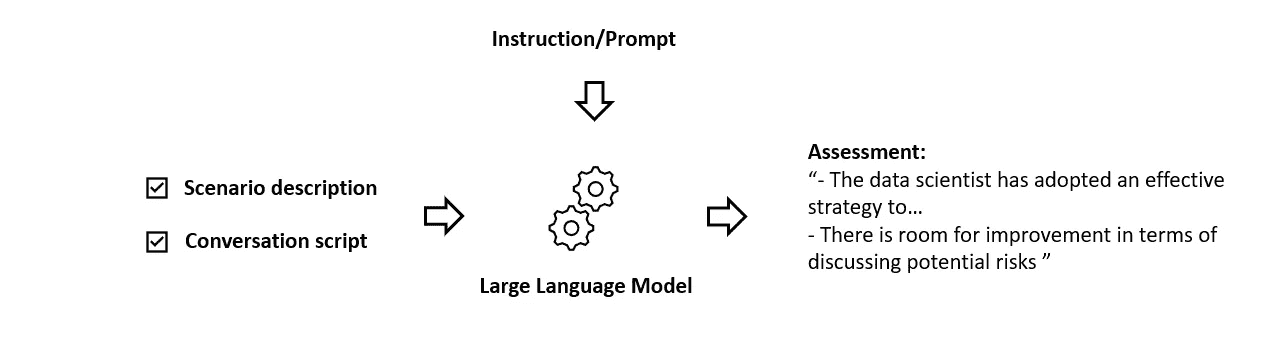 Instruction/Prompt
Scenario description
Conversation script
Large Language Model
Assessment:
“- The data scientist has adopted an effective
strategy to…
- There is room for improvement in terms of
discussing potential risks ”